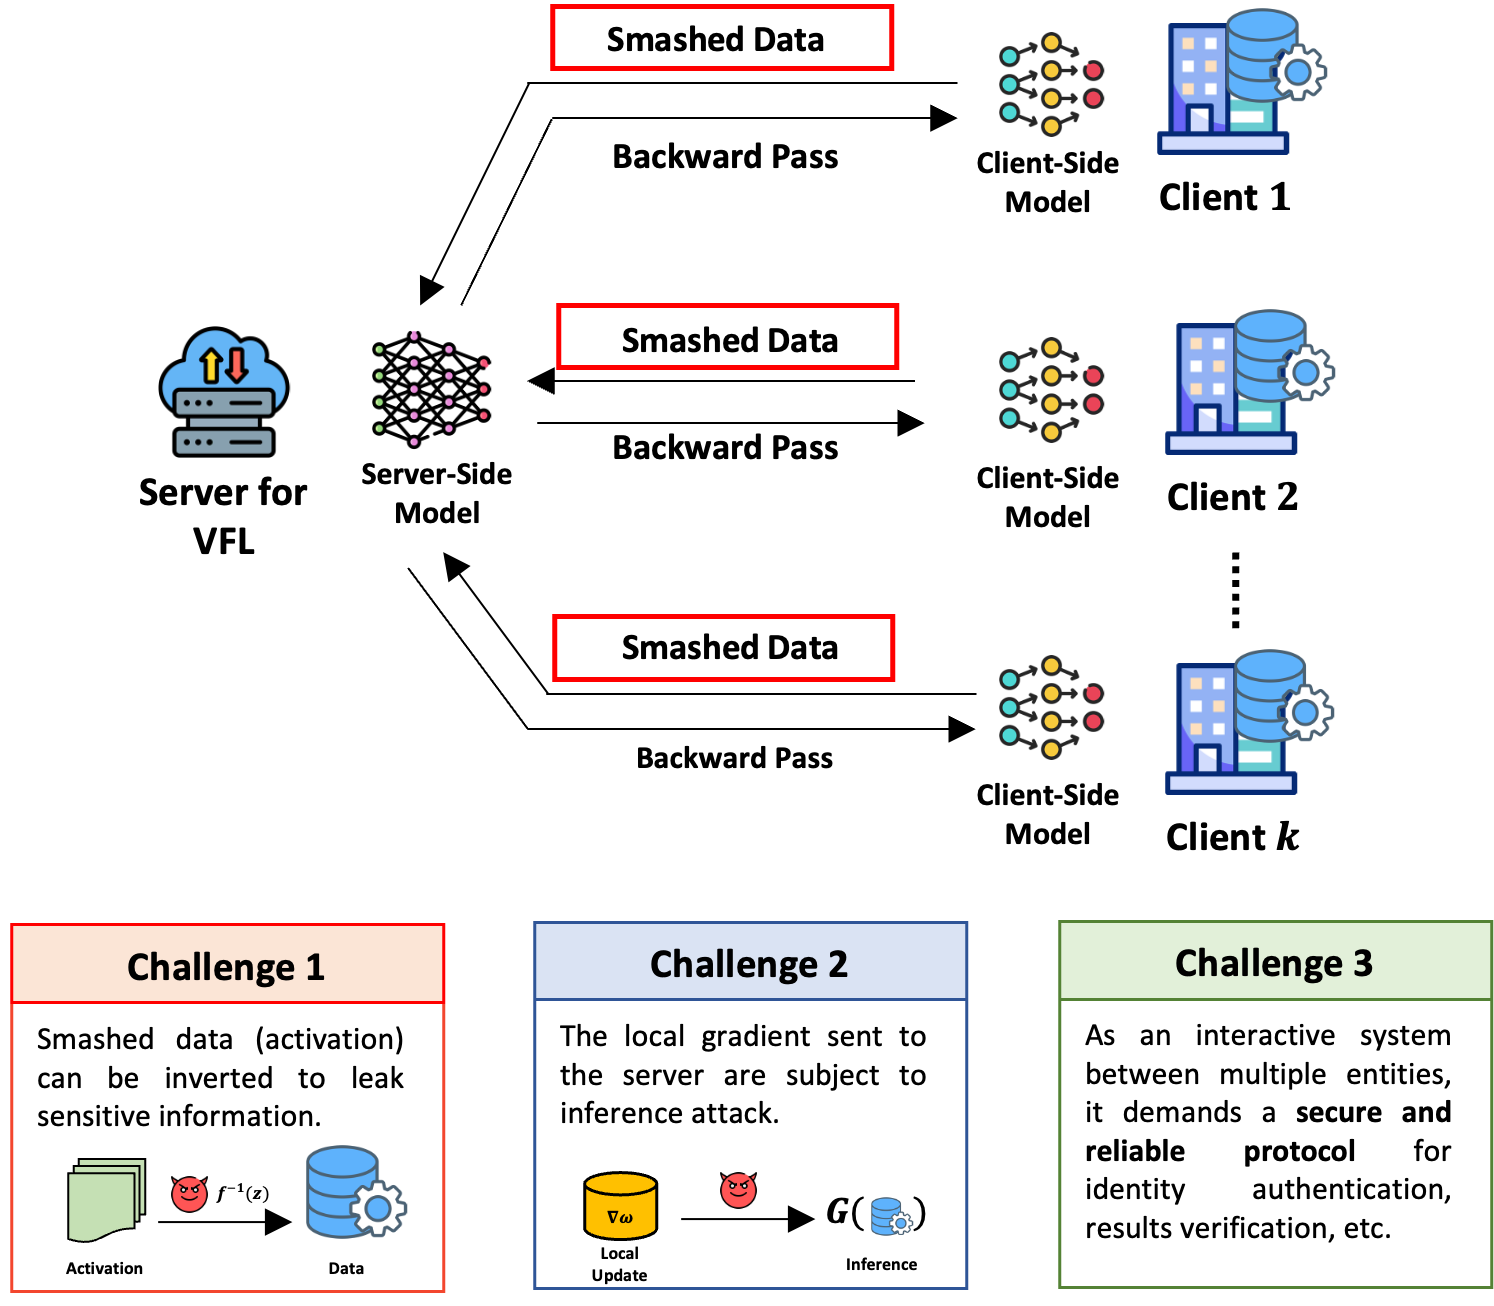 Smashed Data
Backward Pass
Client-Side
Model
Client 1
Smashed Data
Backward Pass
Server for
VFL
Server-Side
Model
Client-Side
Model
Client 2
Smashed Data
Backward Pass
Client-Side
Model
Client k
Challenge 1
Smashed data (activation)
can be inverted to leak
sensitive information.
f⁻¹(z)
Activation
Data
Challenge 2
The local gradient sent to
the server are subject to
inference attack.
∇ω
G( )
Local
Update
Inference
Challenge 3
As an interactive system
between multiple entities,
it demands a secure and
reliable protocol for
identity authentication,
results verification, etc.